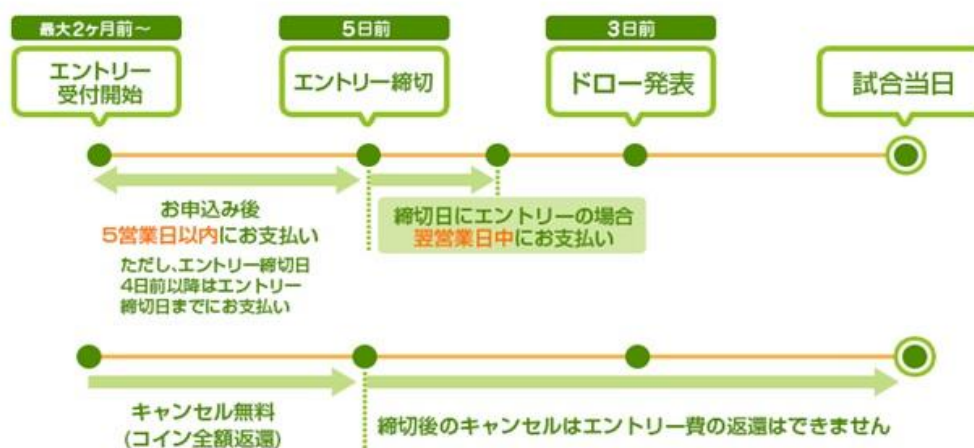 最大2ヶ月前～
5日前
3日前
エントリー
受付開始
エントリー締切
ドロー発表
試合当日
お申込み後
5営業日以内にお支払い
ただし、エントリー締切日
4日前以降はエントリー
締切日までにお支払い
締切日にエントリーの場合
翌営業日中にお支払い
キャンセル無料
(コイン全額返還)
締切後のキャンセルはエントリー費の返還はできません